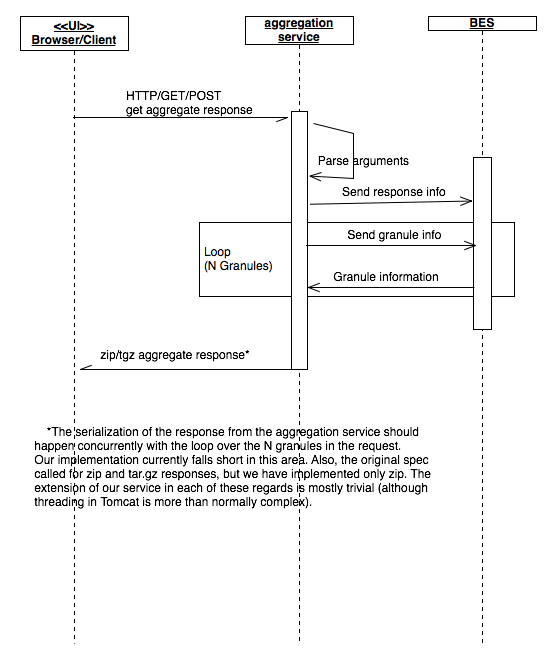 <<UI>>
Browser/Client
aggregation
service
BES
HTTP/GET/POST
get aggregate response
Parse arguments
Send response info
Send granule info
Loop
(N Granules)
Granule information
zip/tgz aggregate response*
*The serialization of the response from the aggregation service should
happen concurrently with the loop over the N granules in the request.
Our implementation currently falls short in this area. Also, the original spec
called for zip and tar.gz responses, but we have implemented only zip. The
extension of our service in each of these regards is mostly trivial (although
threading in Tomcat is more than normally complex).